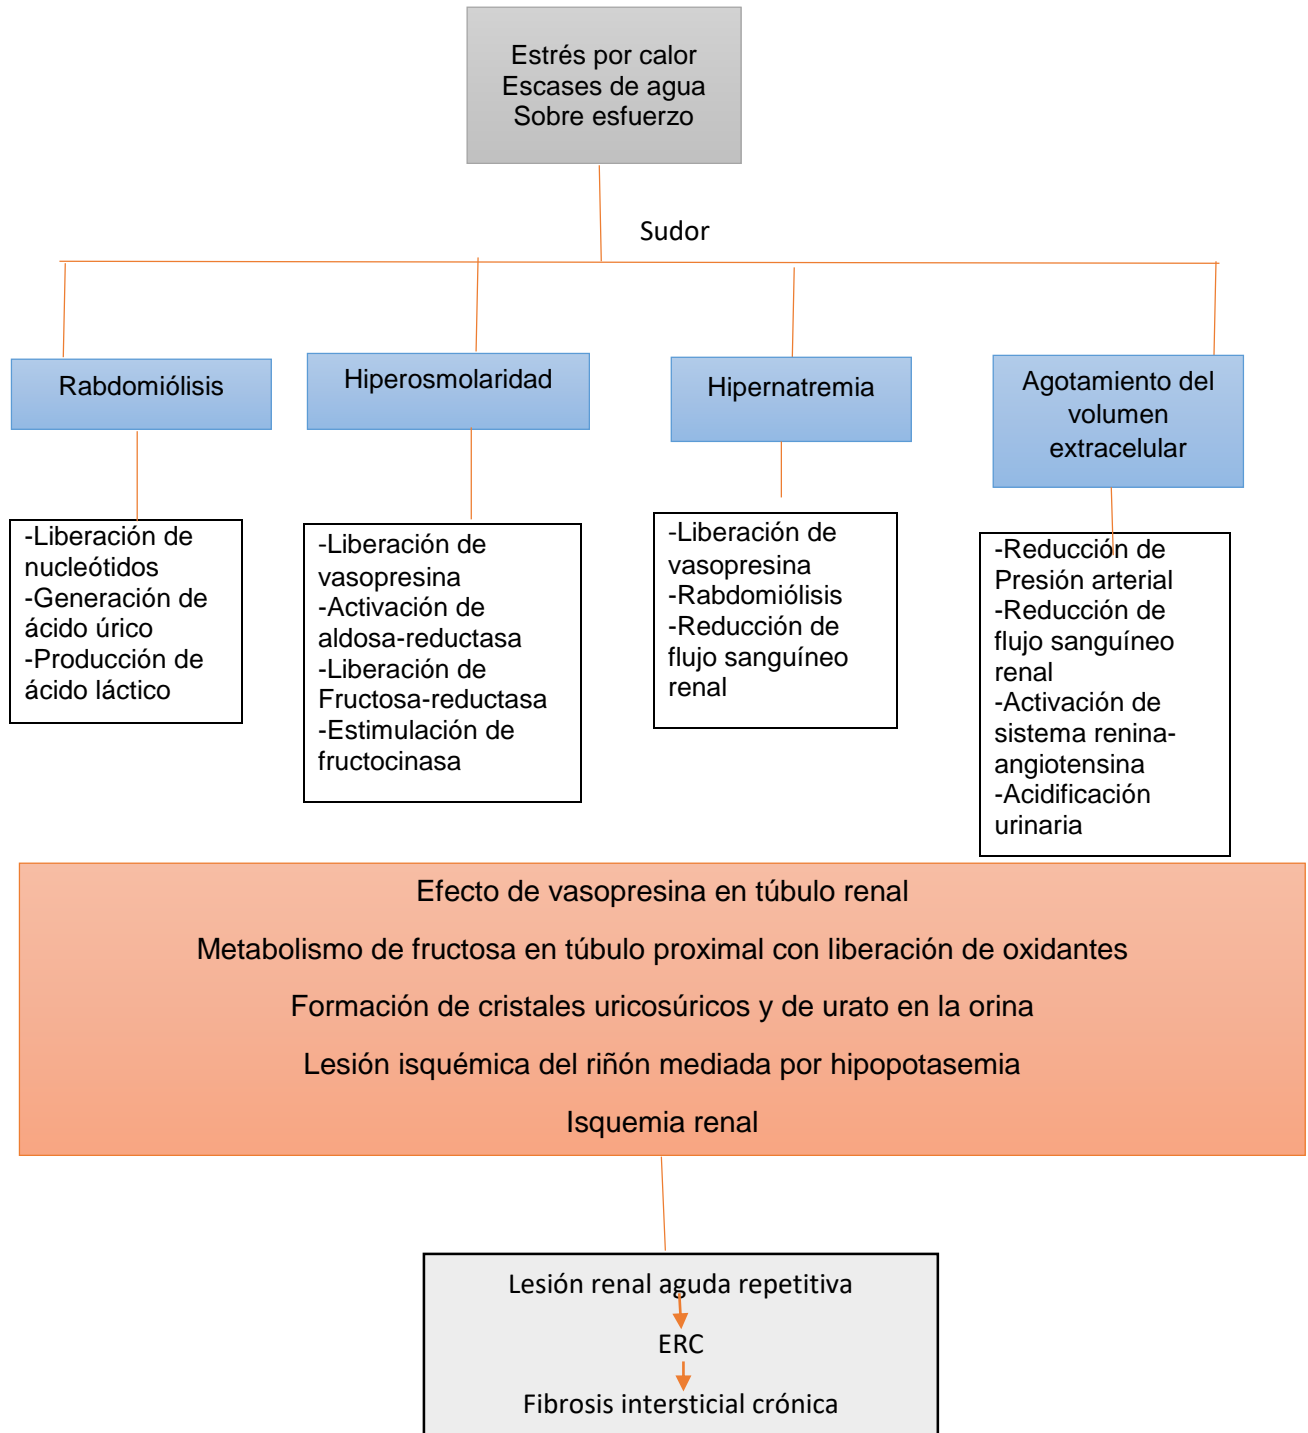 Estrés por calor
Escases de agua
Sobre esfuerzo
Sudor
Rabdomiólisis
Hiperosmolaridad
Hipernatremia
Agotamiento del
volumen
extracelular
-Liberación de
nucleótidos
-Generación de
ácido úrico
-Producción de
ácido láctico
-Liberación de
vasopresina
-Activación de
aldosa-reductasa
-Liberación de
Fructosa-reductasa
-Estimulación de
fructocinasa
-Liberación de
vasopresina
-Rabdomiólisis
-Reducción de
flujo sanguíneo
renal
-Reducción de
Presión arterial
-Reducción de
flujo sanguíneo
renal
-Activación de
sistema renina-
angiotensina
-Acidificación
urinaria
Efecto de vasopresina en túbulo renal
Metabolismo de fructosa en túbulo proximal con liberación de oxidantes
Formación de cristales uricosúricos y de urato en la orina
Lesión isquémica del riñón mediada por hipopotasemia
Isquemia renal
Lesión renal aguda repetitiva
ERC
Fibrosis intersticial crónica